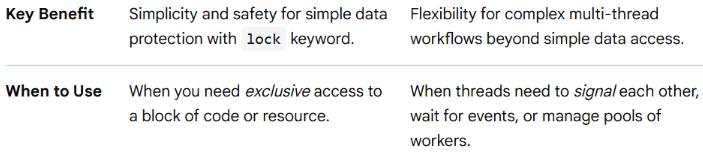 Key Benefit
Simplicity and safety for simple data
protection with lock keyword.
Flexibility for complex multi-thread
workflows beyond simple data access.
When to Use
When you need exclusive access to
a block of code or resource.
When threads need to signal each other,
wait for events, or manage pools of
workers.